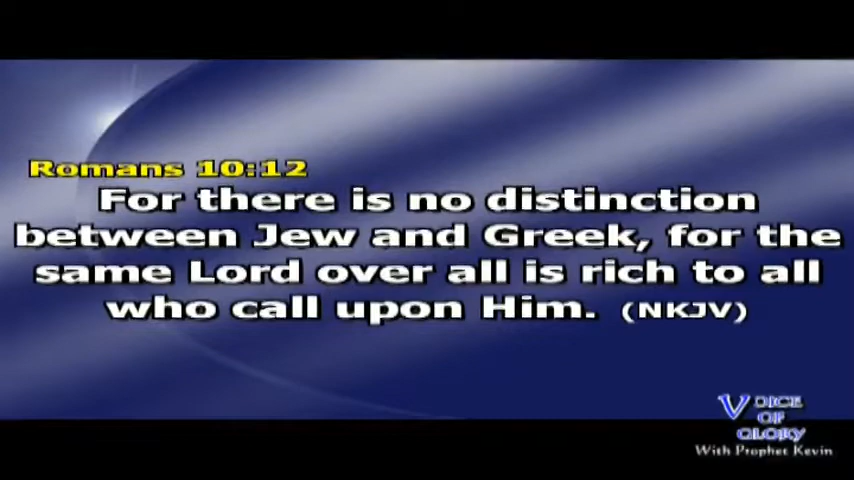 Romans 10:12
For there is no distinction
between Jew and Greek, for the
same Lord over all is rich to all
who call upon Him. (NKJV)
VOICE
OF
GLORY
With Prophet Kevin